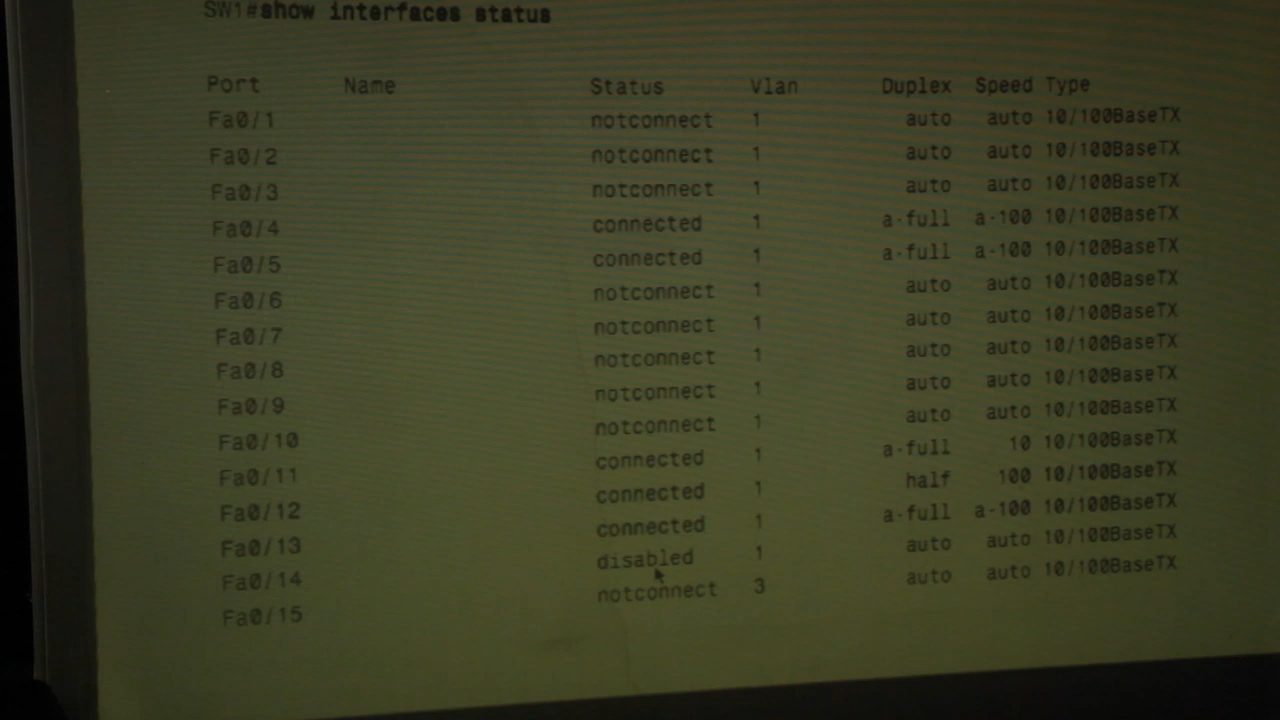 SW1#show interfaces status
Port Name Status Vlan Duplex Speed Type
Fa0/1 notconnect 1 auto auto 10/100BaseTX
Fa0/2 notconnect 1 auto auto 10/100BaseTX
Fa0/3 notconnect 1 auto auto 10/100BaseTX
Fa0/4 connected 1 a-full a-100 10/100BaseTX
Fa0/5 connected 1 a-full a-100 10/100BaseTX
Fa0/6 notconnect 1 auto auto 10/100BaseTX
Fa0/7 notconnect 1 auto auto 10/100BaseTX
Fa0/8 notconnect 1 auto auto 10/100BaseTX
Fa0/9 notconnect 1 auto auto 10/100BaseTX
Fa0/10 notconnect 1 auto auto 10/100BaseTX
Fa0/11 connected 1 a-full 10 10/100BaseTX
Fa0/12 connected 1 half 100 10/100BaseTX
Fa0/13 connected 1 a-full a-100 10/100BaseTX
Fa0/14 disabled 1 auto auto 10/100BaseTX
Fa0/15 notconnect 3 auto auto 10/100BaseTX